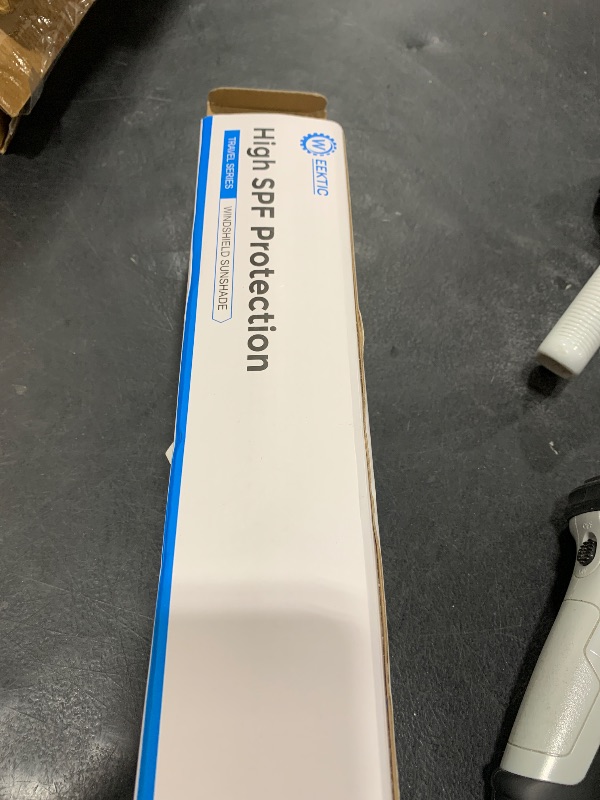 WEEKTIC
High SPF Protection
TRAVEL SERIES WINDSHIELD SUNSHADE